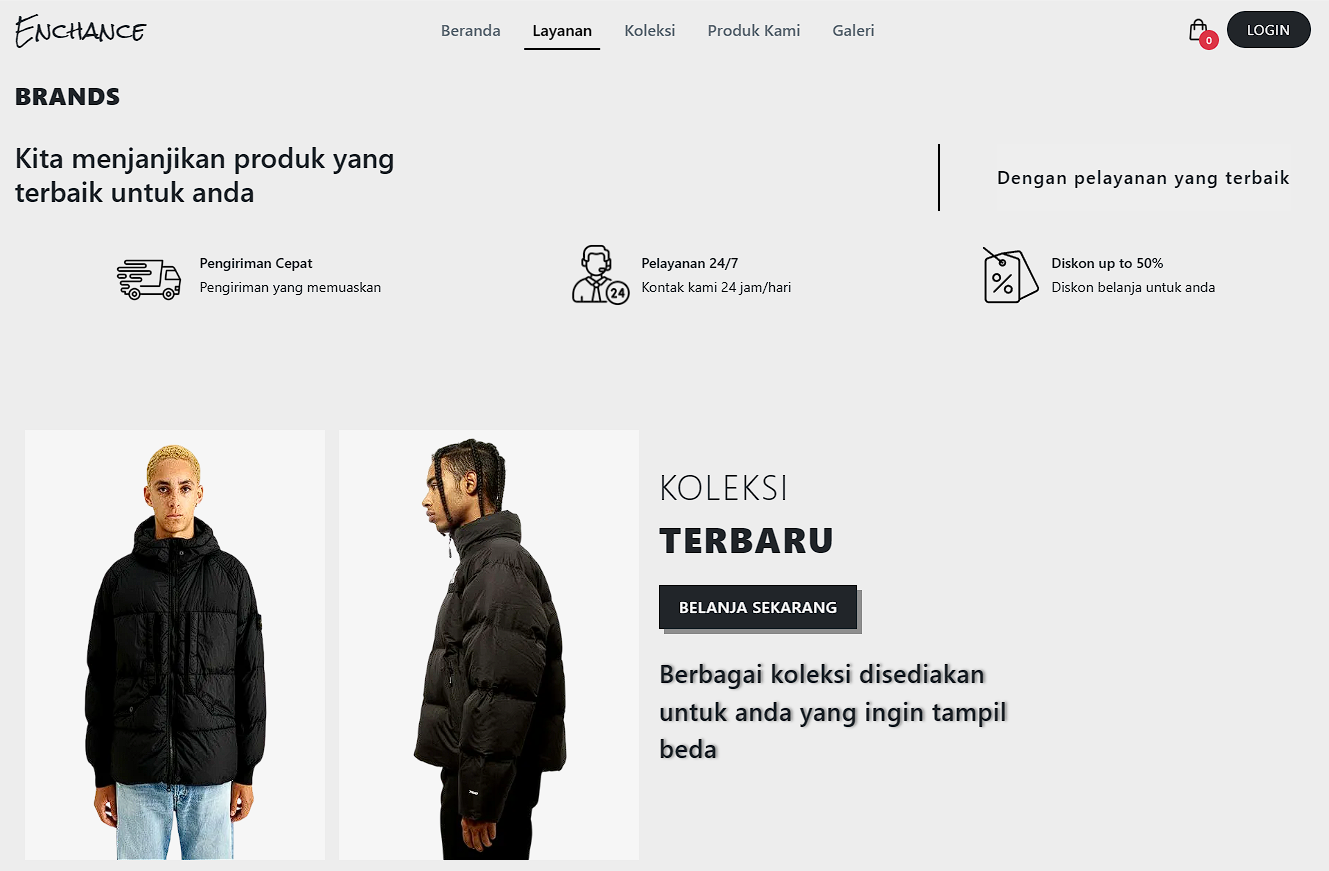 ENCHANCE
Beranda
Layanan
Koleksi
Produk Kami
Galeri
0
LOGIN
BRANDS
Kita menjanjikan produk yang
terbaik untuk anda
Dengan pelayanan yang terbaik
Pengiriman Cepat
Pengiriman yang memuaskan
24
Pelayanan 24/7
Kontak kami 24 jam/hari
%
Diskon up to 50%
Diskon belanja untuk anda
KOLEKSI
TERBARU
BELANJA SEKARANG
Berbagai koleksi disediakan
untuk anda yang ingin tampil
beda